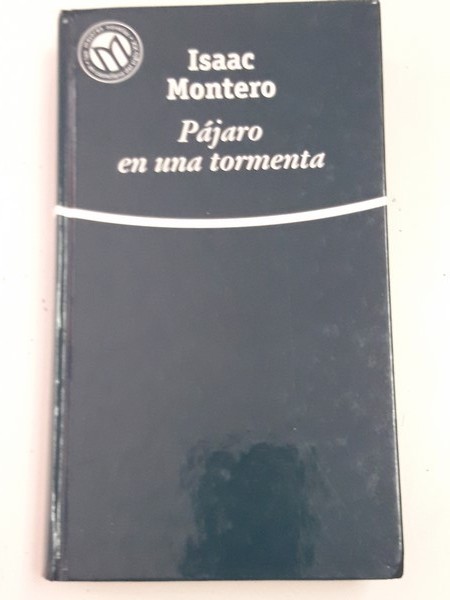 Isaac
Montero
Pájaro
en una tormenta